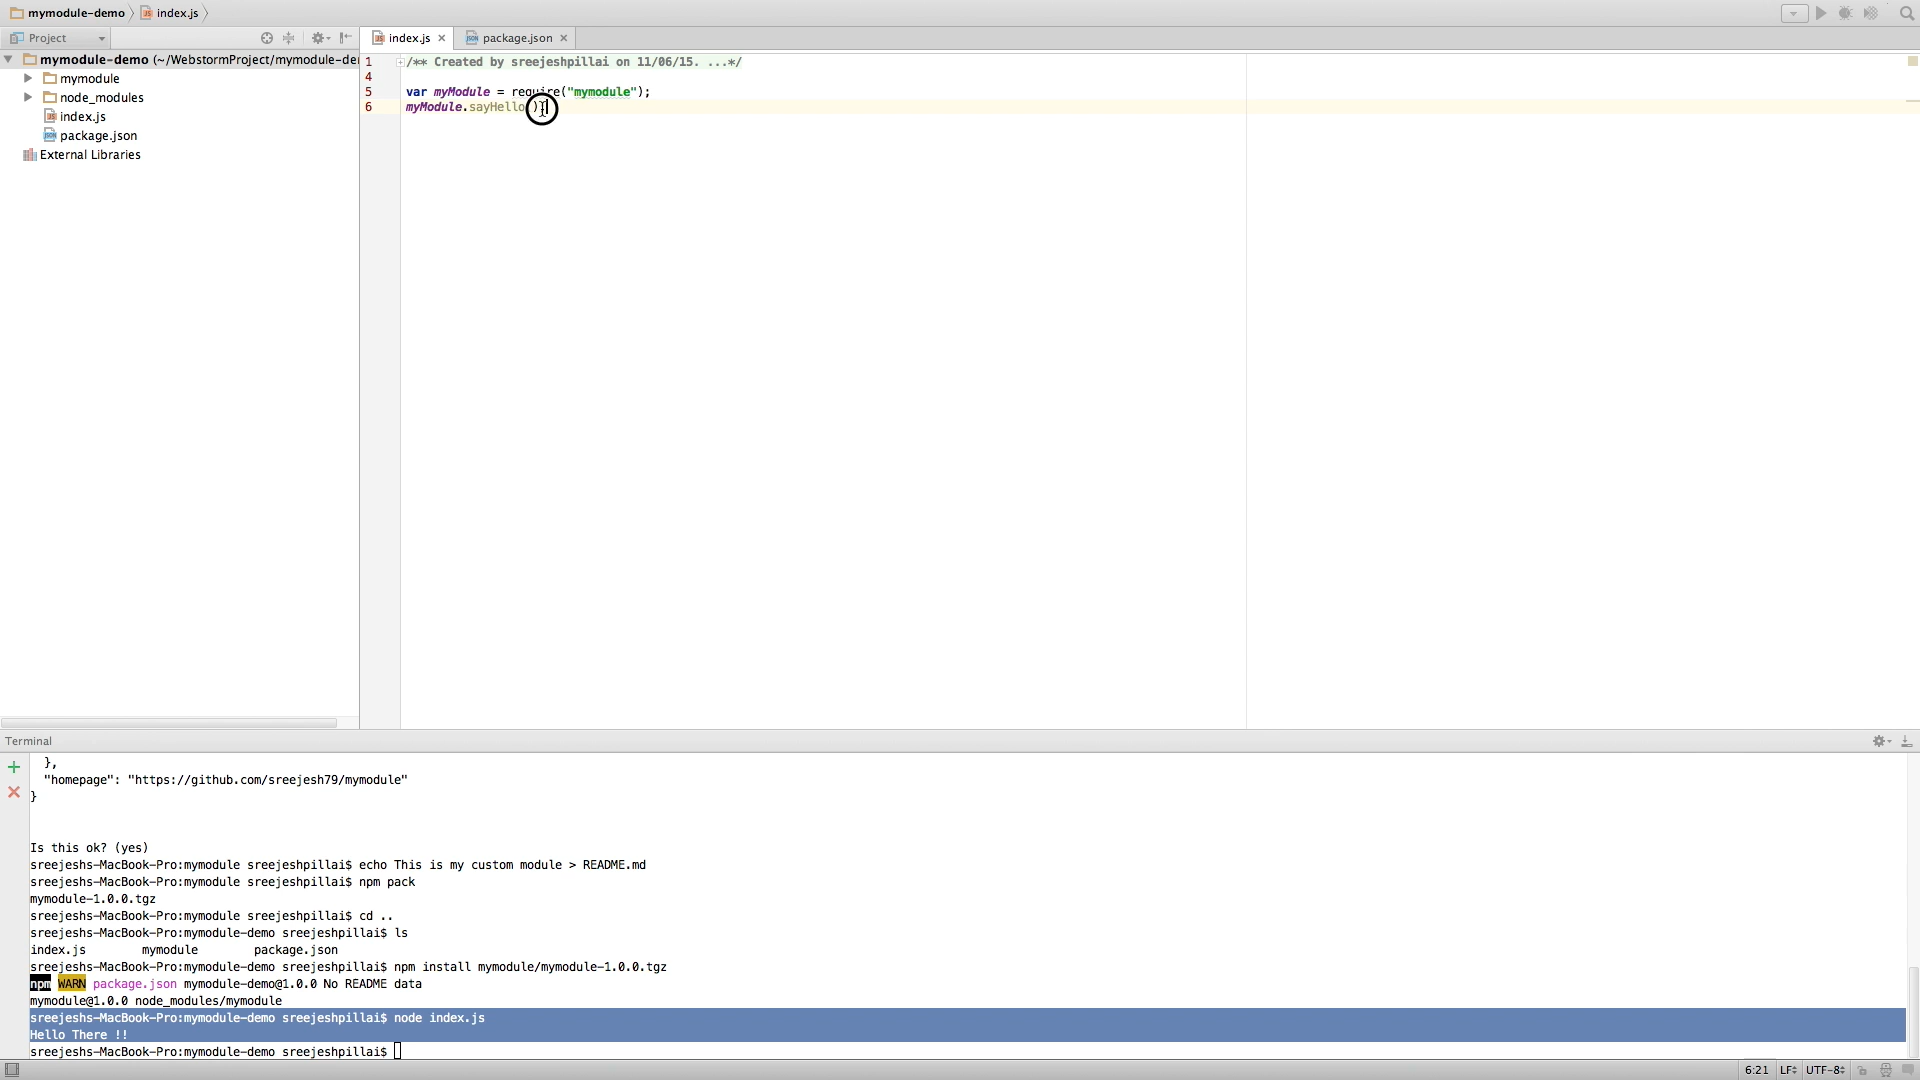 mymodule-demo index.js
Project
index.js package.json
mymodule-demo (~/WebstormProject/mymodule-de
mymodule
node_modules
index.js
package.json
External Libraries
1 /** Created by sreejeshpillai on 11/06/15. ...*/
4
5 var myModule = require("mymodule");
6 myModule.sayHello()
Terminal
},
"homepage": "https://github.com/sreejesh79/mymodule"
}
Is this ok? (yes)
sreejeshs-MacBook-Pro:mymodule sreejeshpillai$ echo This is my custom module > README.md
sreejeshs-MacBook-Pro:mymodule sreejeshpillai$ npm pack
mymodule-1.0.0.tgz
sreejeshs-MacBook-Pro:mymodule sreejeshpillai$ cd ..
sreejeshs-MacBook-Pro:mymodule-demo sreejeshpillai$ ls
index.js mymodule package.json
sreejeshs-MacBook-Pro:mymodule-demo sreejeshpillai$ npm install mymodule/mymodule-1.0.0.tgz
npm WARN package.json mymodule-demo@1.0.0 No README data
mymodule@1.0.0 node_modules/mymodule
sreejeshs-MacBook-Pro:mymodule-demo sreejeshpillai$ node index.js
Hello There !!
sreejeshs-MacBook-Pro:mymodule-demo sreejeshpillai$
6:21 LF UTF-8